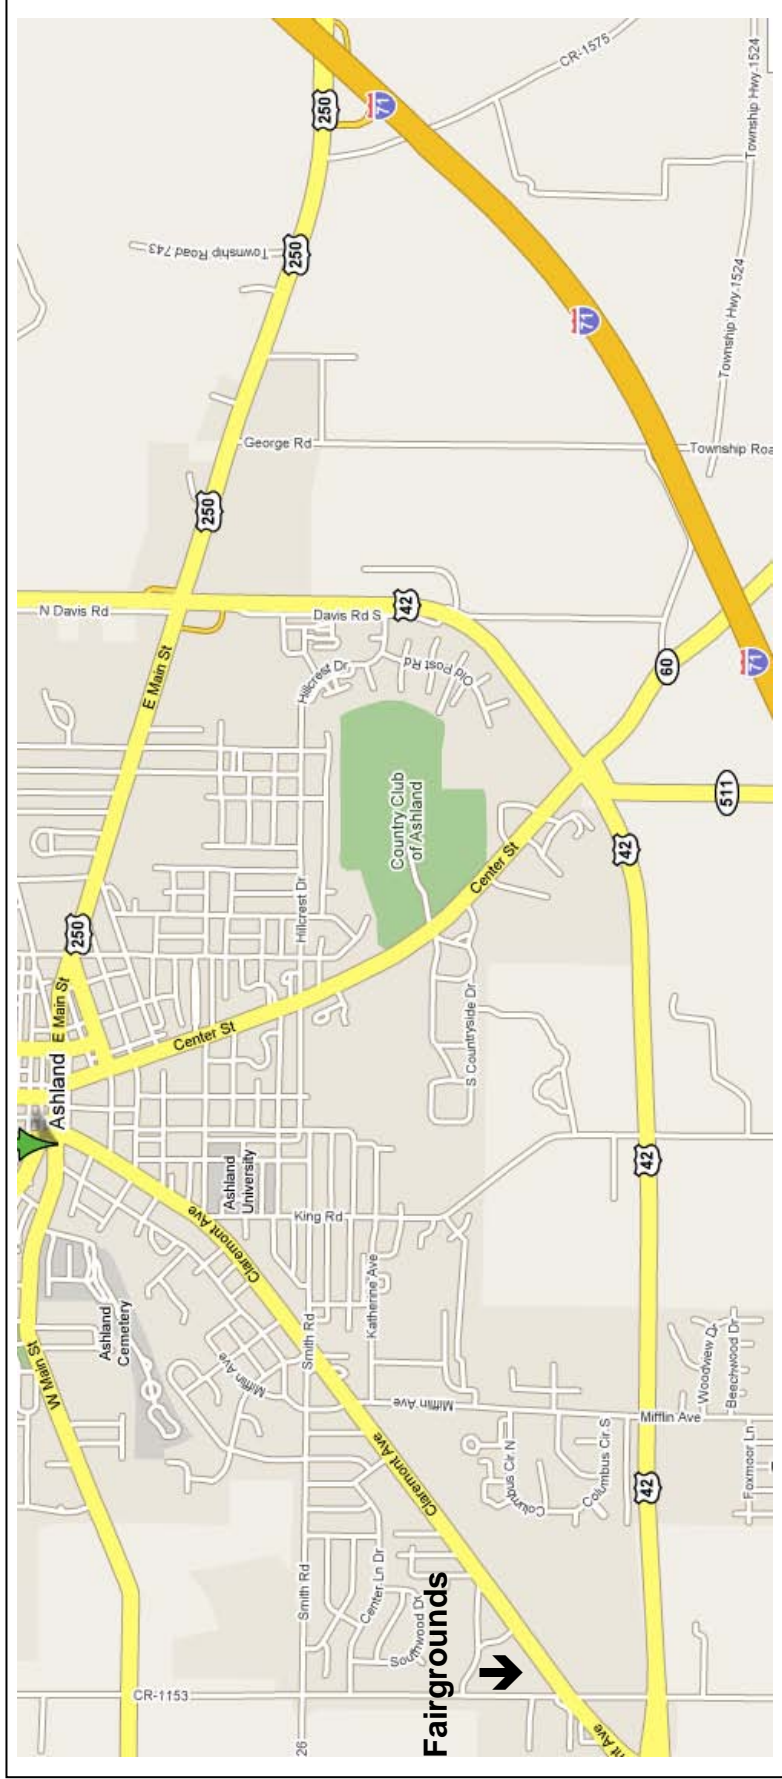 CR-1575
Township Hwy 1524
250
71
250
Township Road 743
71
Township Hwy 1524
George Rd
Township Roa
250
N Davis Rd
Davis Rd S
42
E Main St
Hillcrest Dr
Old Post Rd
60
71
Country Club
of Ashland
511
Center St
42
Hillcrest Dr
250
E Main St
Center St
S Countryside Dr
Ashland
42
Ashland
University
King Rd
Claremont Ave
Claremont Ave
Katherine Ave
Ashland
Cemetery
Smith Rd
W Main St
Mifflin Ave
Mifflin Ave
Mifflin Ave
Woodview D
Beechwood Dr
Claremont Ave
Columbus Cir N
Columbus Cir S
Columbus
42
Foxmoor Ln
Smith Rd
Center Ln Dr
Southwood Dr
Fairgrounds
CR-1153
26
nt Ave